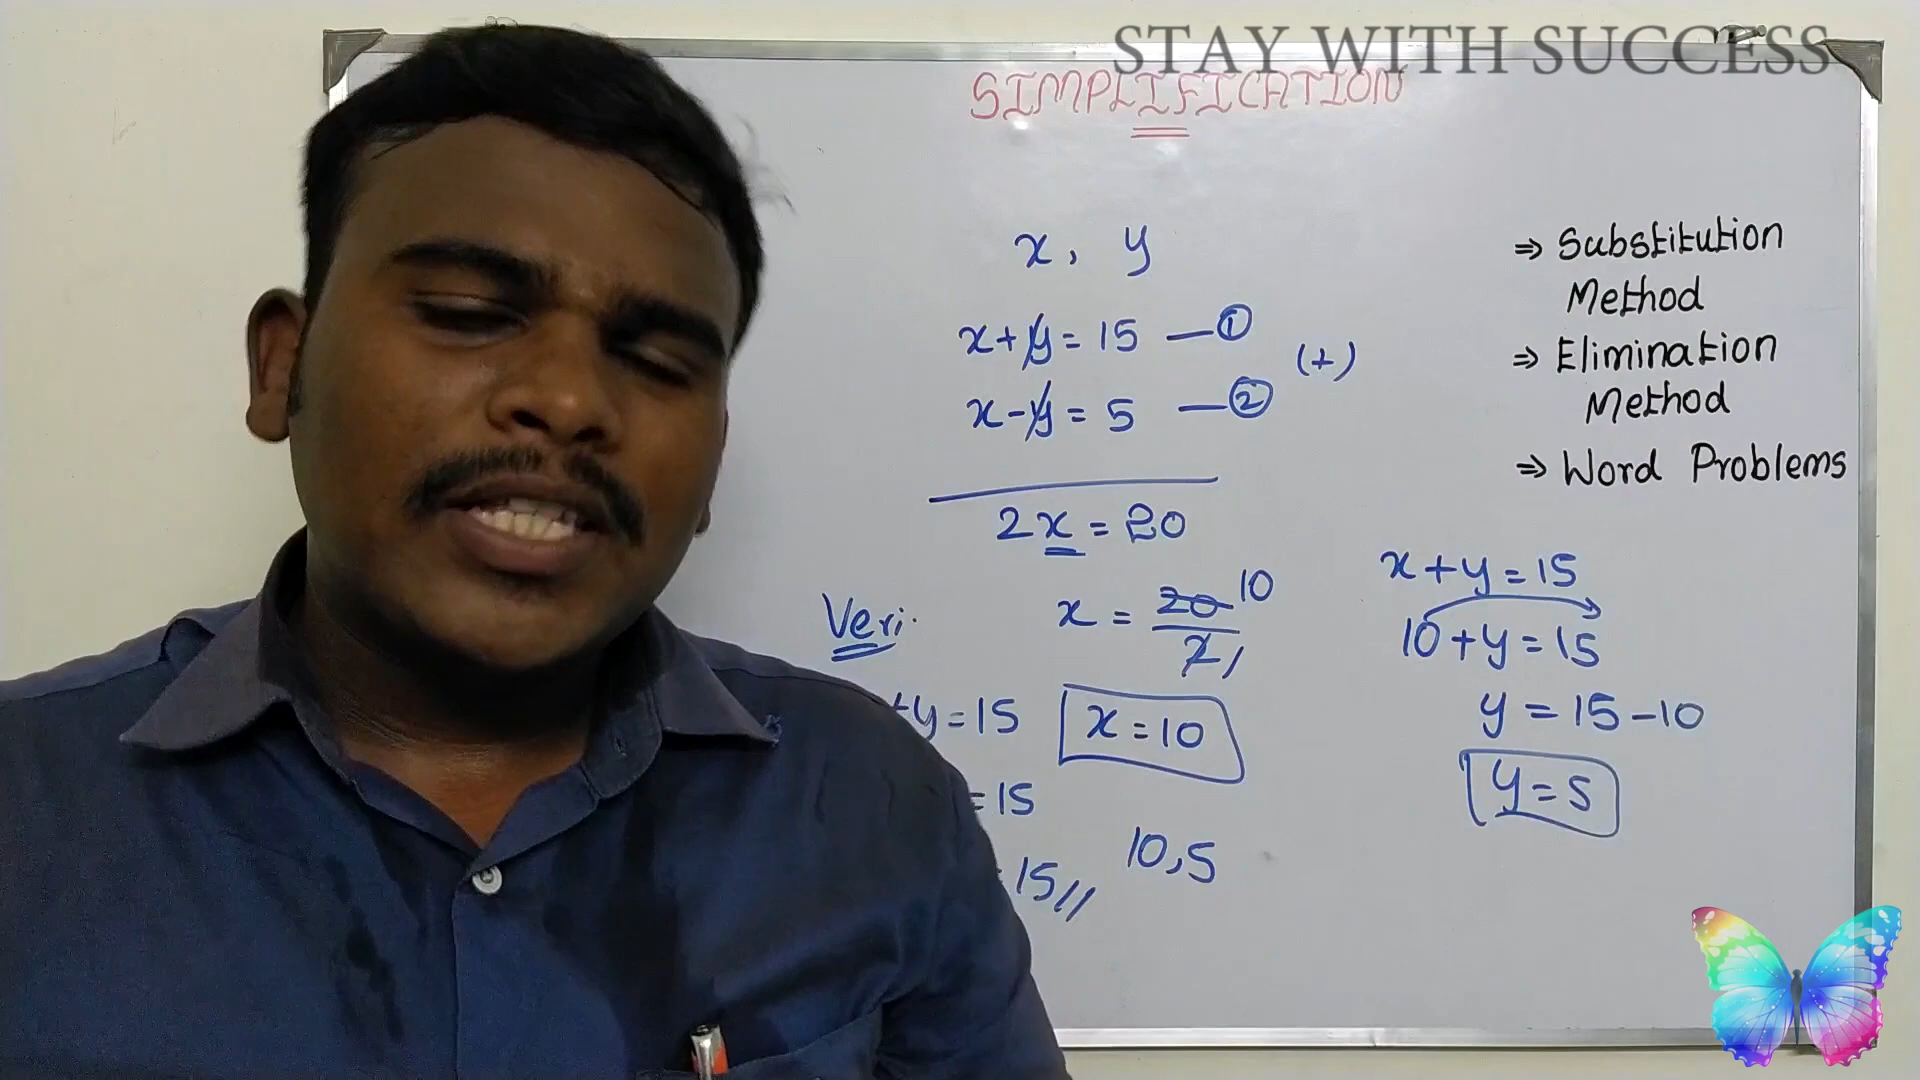 STAY WITH SUCCESS
SIMPLIFICATION
x, y
x+y=15 —①
(+)
x-y=5 —②
2x=20
x = 20 10
2,
x=10
Veri.
+y=15
=15
=15//
10,5
⇒ Substitution
Method
⇒ Elimination
Method
⇒ Word Problems
x+y=15
10+y=15
y = 15-10
y=5